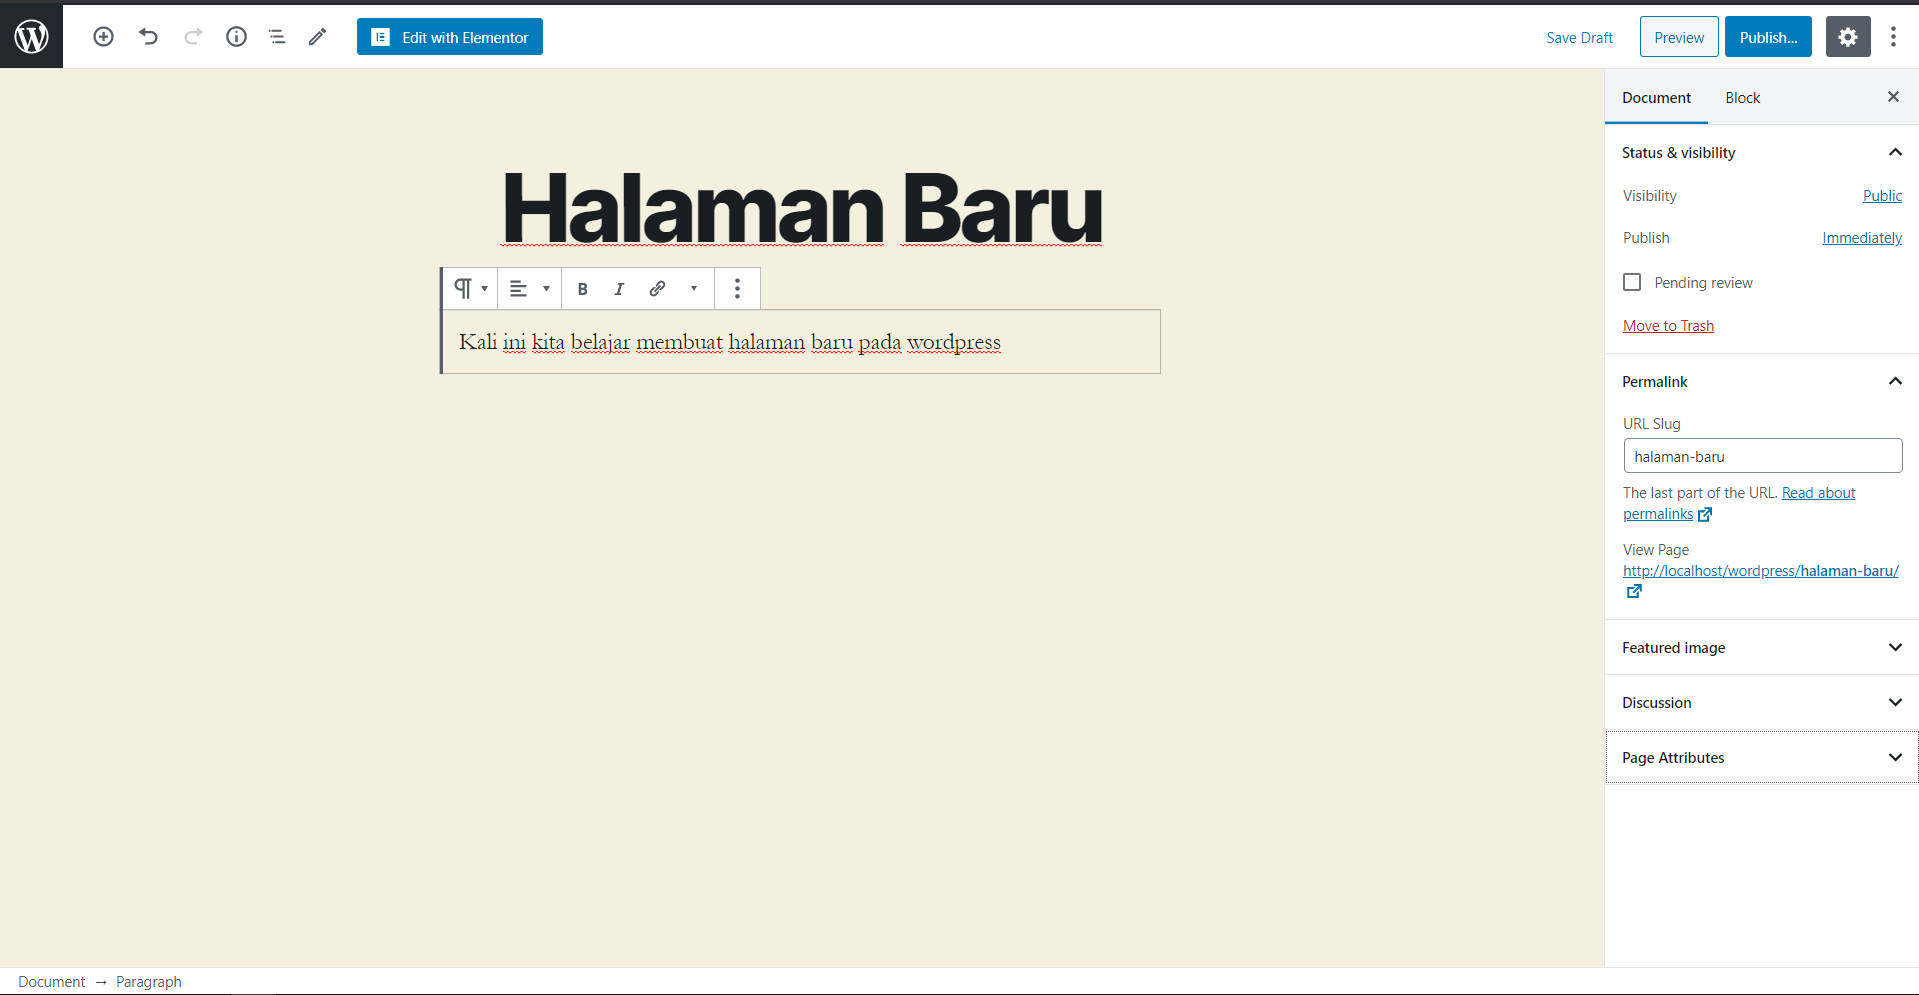 Edit with Elementor
Save Draft
Preview
Publish...
Document
Block
Halaman Baru
B I
Kali ini kita belajar membuat halaman baru pada wordpress
Status & visibility
Visibility Public
Publish Immediately
Pending review
Move to Trash
Permalink
URL Slug
halaman-baru
The last part of the URL. Read about
permalinks
View Page
http://localhost/wordpress/halaman-baru/
Featured image
Discussion
Page Attributes
Document → Paragraph